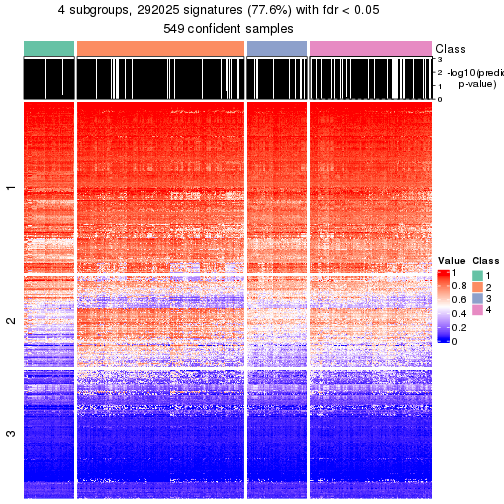 4 subgroups, 292025 signatures (77.6%) with fdr < 0.05
549 confident samples
Class
3
2
1
0
-log10(predic
p-value)
1
2
3
Value
1
0.8
0.6
0.4
0.2
0
Class
1
2
3
4